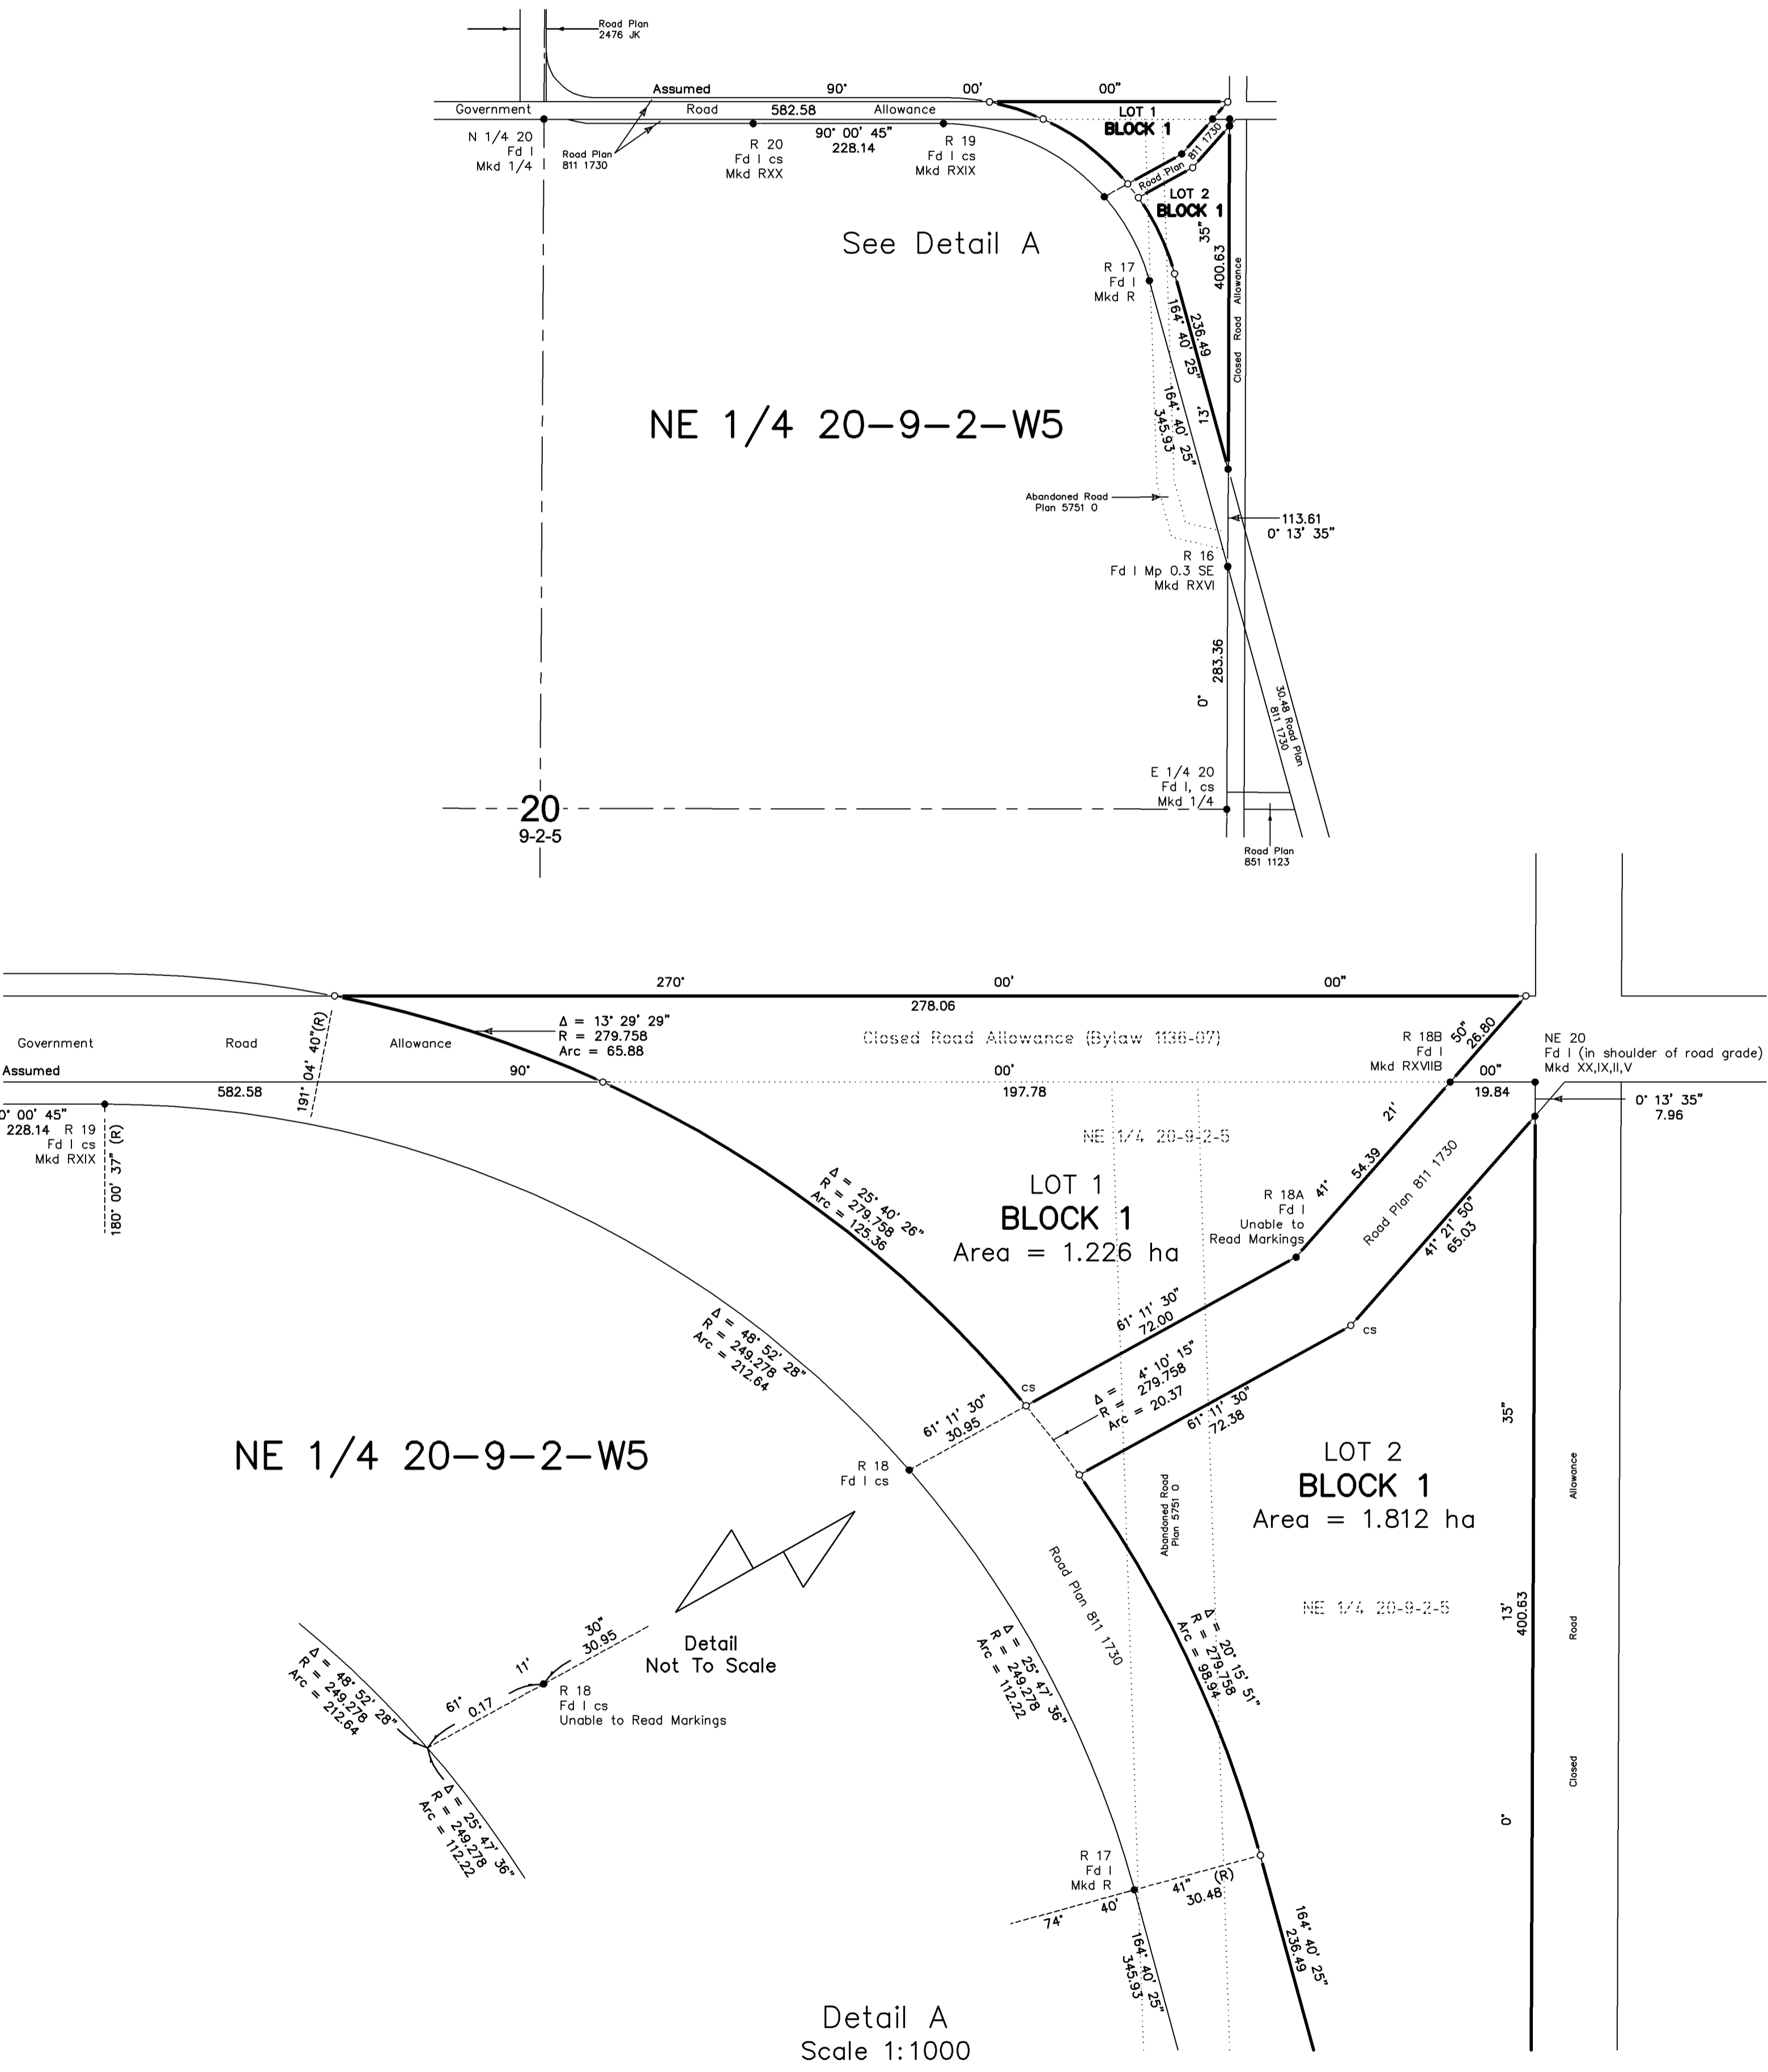 Road Plan
2476 JK
Assumed 90° 00' 00"
Government Road 582.58 Allowance
N 1/4 20
Fd I
Mkd 1/4
Road Plan
811 1730
R 20
Fd I cs
Mkd RXX
90° 00' 45"
228.14
R 19
Fd I cs
Mkd RXIX
LOT 1
BLOCK 1
Road Plan 811 1730
LOT 2
BLOCK 1
See Detail A
R 17
Fd I
Mkd R
35"
400.63
13'
Closed Road Allowance
236.49
164° 40' 25"
164° 40' 25"
345.93
NE 1/4 20-9-2-W5
Abandoned Road
Plan 5751 O
113.61
0° 13' 35"
R 16
Fd I Mp 0.3 SE
Mkd RXVI
283.36
0°
30.48 Road Plan
811 1730
E 1/4 20
Fd I, cs
Mkd 1/4
20
9-2-5
Road Plan
851 1123
270° 00' 00"
278.06
Δ = 13° 29' 29"
R = 279.758
Arc = 65.88
Closed Road Allowance (Bylaw 1136-07)
R 18B
Fd I
Mkd RXVIIB
50"
26.80
NE 20
Fd I (in shoulder of road grade)
Mkd XX,IX,II,V
Government Road Allowance
191° 04' 40"(R)
Assumed 90° 00' 00"
582.58 197.78 19.84
0° 13' 35"
7.96
0° 00' 45"
228.14
R 19
Fd I cs
Mkd RXIX
180° 00' 37" (R)
NE 1/4 20-9-2-5
21'
54.39
41°
Road Plan 811 1730
LOT 1
BLOCK 1
Area = 1.226 ha
R 18A
Fd I
Unable to
Read Markings
Δ = 25° 40' 26"
R = 279.758
Arc = 125.36
41° 21' 50"
65.03
61° 11' 30"
72.00
cs
Δ = 48° 52' 28"
R = 249.278
Arc = 212.64
Δ = 4° 10' 15"
R = 279.758
Arc = 20.37
cs
61° 11' 30"
30.95
61° 11' 30"
72.38
35"
NE 1/4 20-9-2-W5
R 18
Fd I cs
LOT 2
BLOCK 1
Area = 1.812 ha
Abandoned Road
Plan 5751 O
Allowance
Road Plan 811 1730
NE 1/4 20-9-2-5
13'
400.63
Road
Δ = 20° 15' 51"
R = 279.758
Arc = 98.94
Δ = 25° 47' 36"
R = 249.278
Arc = 112.22
Detail
Not To Scale
30"
30.95
11'
R 18
Fd I cs
Unable to Read Markings
61°
0.17
Δ = 48° 52' 28"
R = 249.278
Arc = 212.64
Δ = 25° 47' 36"
R = 249.278
Arc = 112.22
Closed
0°
R 17
Fd I
Mkd R
74° 40' 41" (R)
30.48
164° 40' 25"
345.93
164° 40' 25"
236.49
Detail A
Scale 1:1000